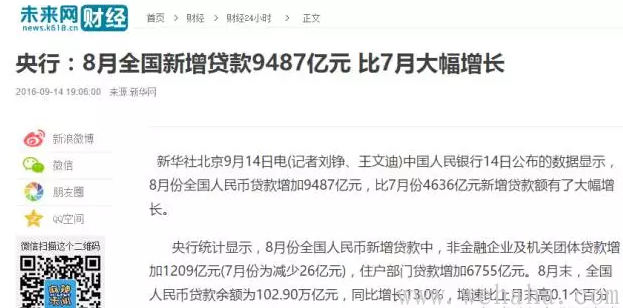 未来网 财经
news.k618.cn
首页 > 财经 > 财经24小时 > 正文
央行：8月全国新增贷款9487亿元 比7月大幅增长
2016-09-14 19:06:00 来源 新华网
新浪微博
微信
朋友圈
QQ空间
微信扫描这个二维码
新华社北京9月14日电(记者刘铮、王文迪)中国人民银行14日公布的数据显示，
8月份全国人民币贷款增加9487亿元，比7月份4636亿元新增贷款额有了大幅增
长。
央行统计显示，8月份全国人民币新增贷款中，非金融企业及机关团体贷款增
加1209亿元(7月份为减少26亿元)，住户部门贷款增加6755亿元。8月末，全国
人民币贷款余额为102.90万亿元，同比增长13.0%，增速比上月末高0.1个百分